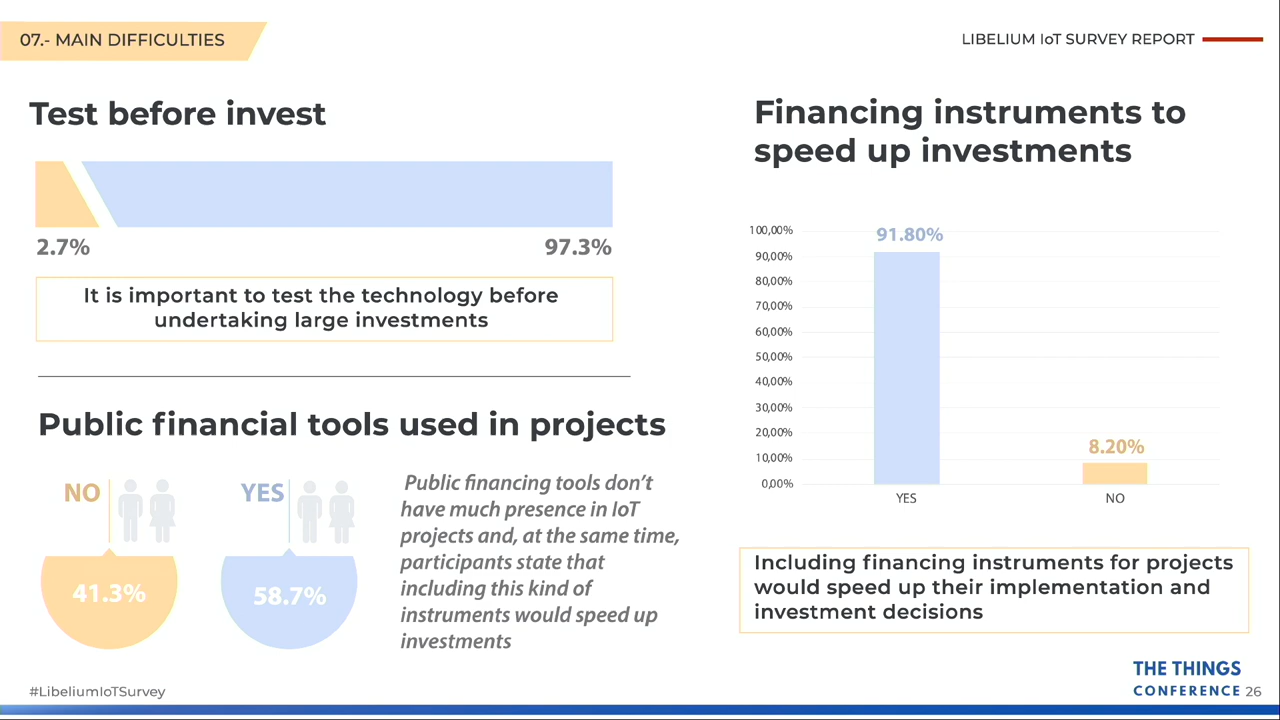 07.- MAIN DIFFICULTIES
LIBELIUM IoT SURVEY REPORT
Test before invest
2.7%
97.3%
It is important to test the technology before
undertaking large investments
Public financial tools used in projects
NO
YES
41.3%
58.7%
Public financing tools don't
have much presence in IoT
projects and, at the same time,
participants state that
including this kind of
instruments would speed up
investments
Financing instruments to
speed up investments
100,00%
90,00%
80,00%
70,00%
60,00%
50,00%
40,00%
30,00%
20,00%
10,00%
0,00%
91.80%
8.20%
YES
NO
Including financing instruments for projects
would speed up their implementation and
investment decisions
#LibeliumIoTSurvey
THE THINGS
CONFERENCE 26